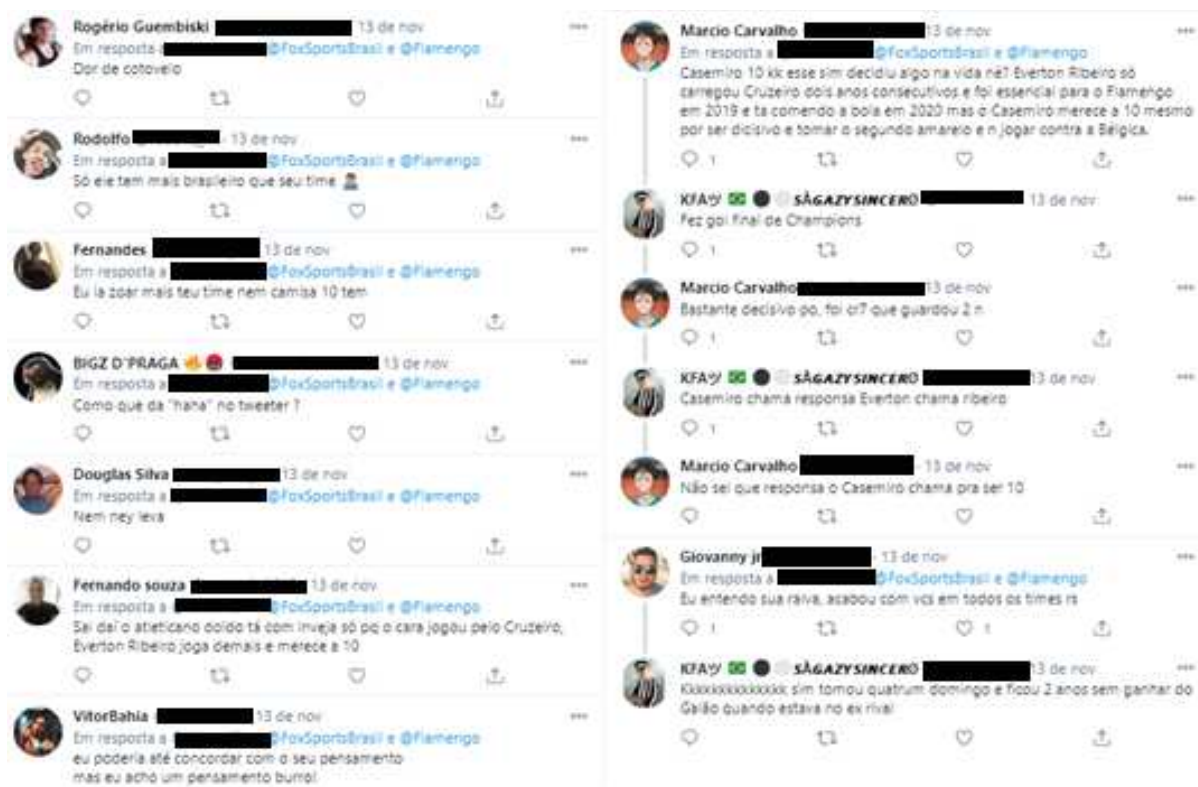 Rogério Guembiski 13 de nov
Em resposta a @FoxSportsBrasil e @Flamengo
Dor de cotovelo
Rodolfo · 13 de nov
Em resposta a @FoxSportsBrasil e @Flamengo
Só ele tem mais brasileiro que seu time
Fernandes 13 de nov
Em resposta a @FoxSportsBrasil e @Flamengo
Eu ia zoar mais teu time nem camisa 10 tem
BIGZ D'PRAGA 🔥 13 de nov
Em resposta a @FoxSportsBrasil e @Flamengo
Como que da "haha" no tweeter ?
Douglas Silva 13 de nov
Em resposta a @FoxSportsBrasil e @Flamengo
Nem ney leva
Fernando souza 13 de nov
Em resposta a @FoxSportsBrasil e @Flamengo
Sai daí o atleticano doido tá com inveja só pq o cara jogou pelo Cruzeiro,
Everton Ribeiro joga demais e merece a 10
VitorBahia 13 de nov
Em resposta a @FoxSportsBrasil e @Flamengo
eu poderia até concordar com o seu pensamento
mas eu acho um pensamento burro!
Marcio Carvalho 13 de nov
Em resposta a @FoxSportsBrasil e @Flamengo
Casemiro 10 kk esse sim decidiu algo na vida né? Everton Ribeiro só
carregou Cruzeiro dois anos consecutivos e foi essencial para o Flamengo
em 2019 e ta comendo a bola em 2020 mas o Casemiro merece a 10 mesmo
por ser dicisivo e tomar o segundo amarelo e n jogar contra a Bélgica.
1
KFAツ 🇧🇷 ⚫ ⚪ SÀGAZYSINCERØ 13 de nov
Fez gol final de Champions
1
Marcio Carvalho 13 de nov
Bastante decisivo po, foi cr7 que guardou 2 n
1
KFAツ 🇧🇷 ⚫ ⚪ SÀGAZYSINCERØ 13 de nov
Casemiro chama responsa Everton chama ribeiro
1
Marcio Carvalho · 13 de nov
Não sei que responsa o Casemiro chama pra ser 10
Giovanny jr · 13 de nov
Em resposta a @FoxSportsBrasil e @Flamengo
Eu entendo sua raiva, acabou com vcs em todos os times rs
1 1
KFAツ 🇧🇷 ⚫ ⚪ SÀGAZYSINCERØ 13 de nov
Kkkkkkkkkkkkkk sim tomou quatrum domingo e ficou 2 anos sem ganhar do
Galão quando estava no ex rival